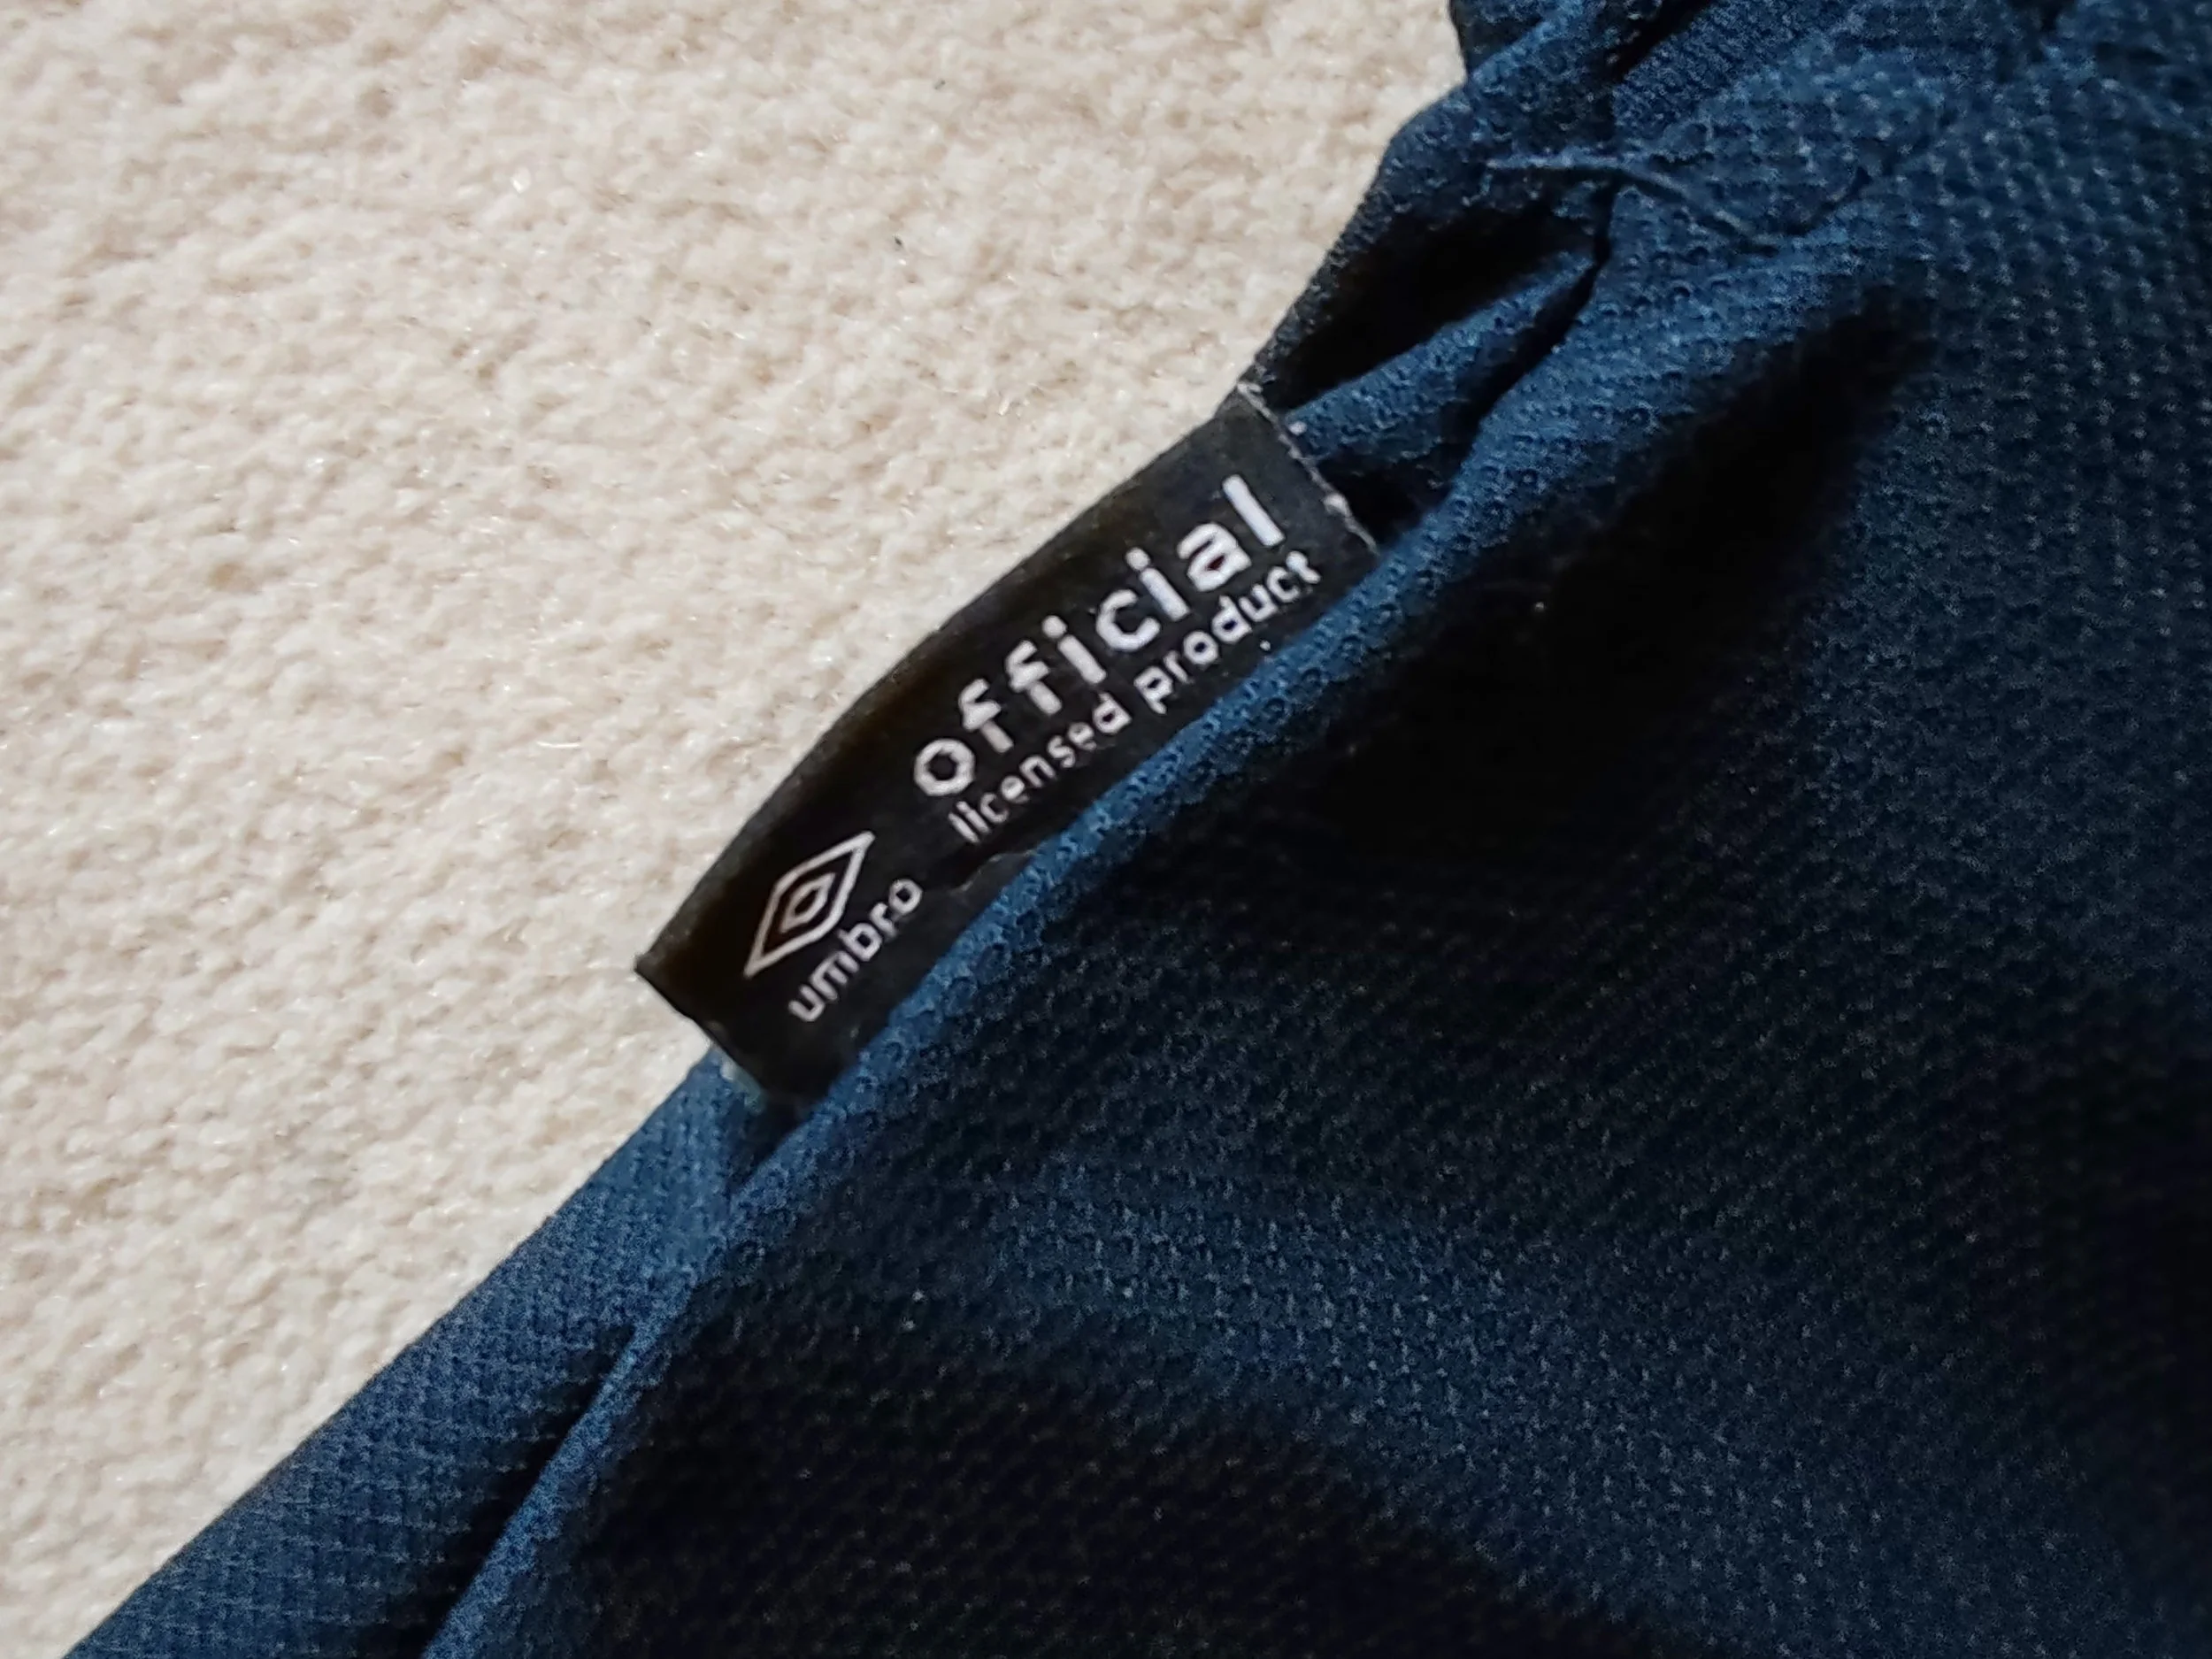 official
licensed product
umbro